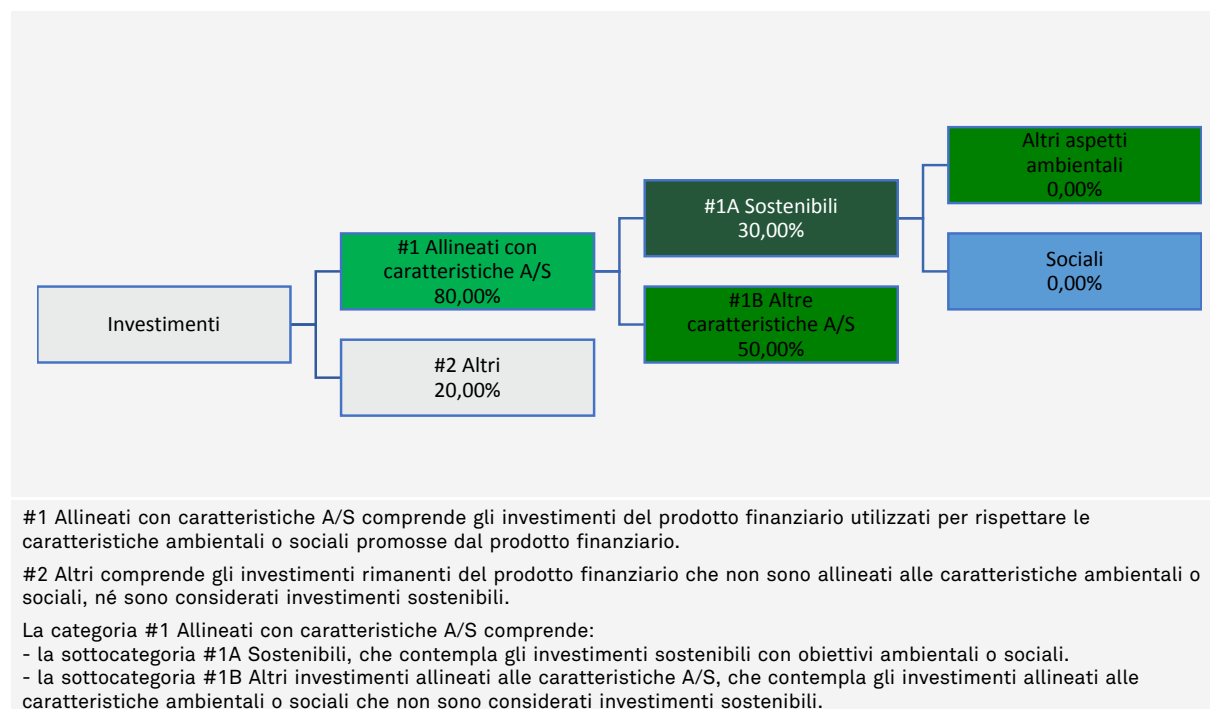 Investimenti
#1 Allineati con
caratteristiche A/S
80,00%
#2 Altri
20,00%
#1A Sostenibili
30,00%
#1B Altre
caratteristiche A/S
50,00%
Altri aspetti
ambientali
0,00%
Sociali
0,00%
#1 Allineati con caratteristiche A/S comprende gli investimenti del prodotto finanziario utilizzati per rispettare le
caratteristiche ambientali o sociali promosse dal prodotto finanziario.
#2 Altri comprende gli investimenti rimanenti del prodotto finanziario che non sono allineati alle caratteristiche ambientali o
sociali, né sono considerati investimenti sostenibili.
La categoria #1 Allineati con caratteristiche A/S comprende:
- la sottocategoria #1A Sostenibili, che contempla gli investimenti sostenibili con obiettivi ambientali o sociali.
- la sottocategoria #1B Altri investimenti allineati alle caratteristiche A/S, che contempla gli investimenti allineati alle
caratteristiche ambientali o sociali che non sono considerati investimenti sostenibili.